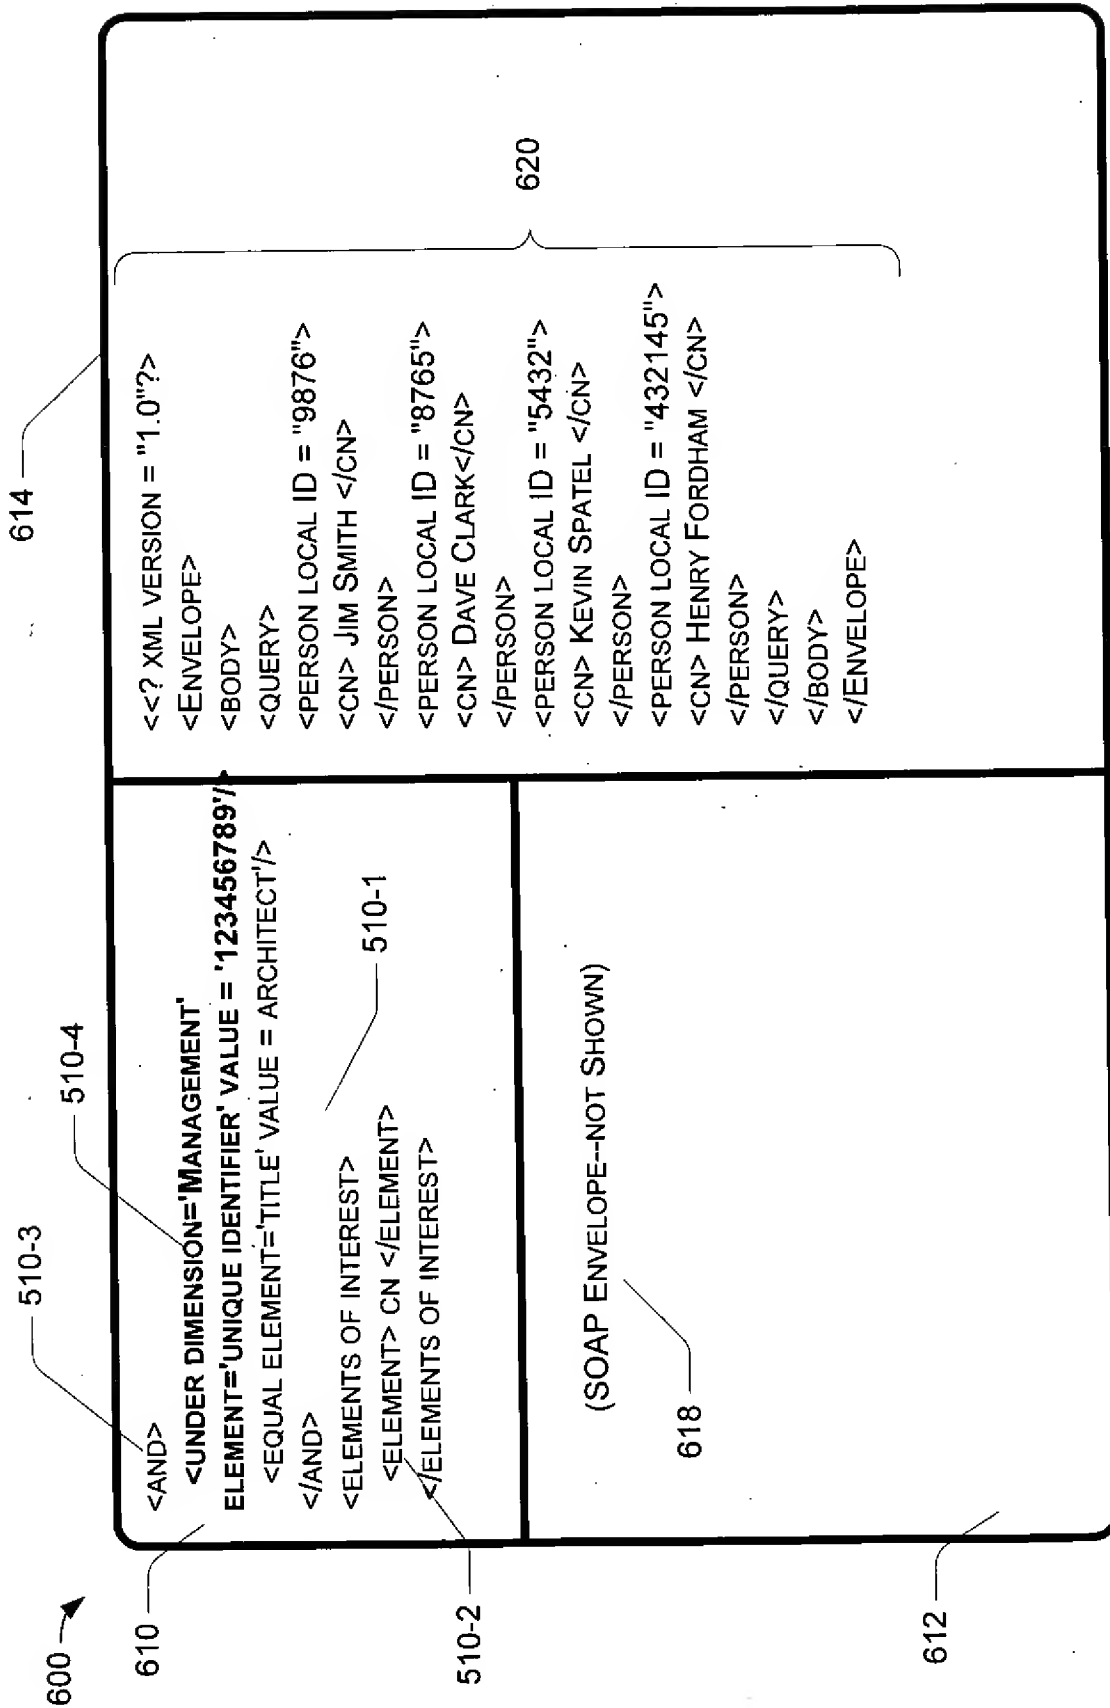 600
610
510-3
510-4
614
<AND>
<UNDER DIMENSION='MANAGEMENT'
ELEMENT='UNIQUE IDENTIFIER' VALUE = '123456789'/>
<EQUAL ELEMENT='TITLE' VALUE = ARCHITECT'/>
</AND>
<ELEMENTS OF INTEREST>
<ELEMENT> CN </ELEMENT>
</ELEMENTS OF INTEREST>
510-1
510-2
<<? XML VERSION = "1.0"?>
<ENVELOPE>
<BODY>
<QUERY>
<PERSON LOCAL ID = "9876">
<CN> JIM SMITH </CN>
</PERSON>
<PERSON LOCAL ID = "8765">
<CN> DAVE CLARK</CN>
</PERSON>
<PERSON LOCAL ID = "5432">
<CN> KEVIN SPATEL </CN>
</PERSON>
<PERSON LOCAL ID = "432145">
<CN> HENRY FORDHAM </CN>
</PERSON>
</QUERY>
</BODY>
</ENVELOPE>
620
(SOAP ENVELOPE--NOT SHOWN)
618
612